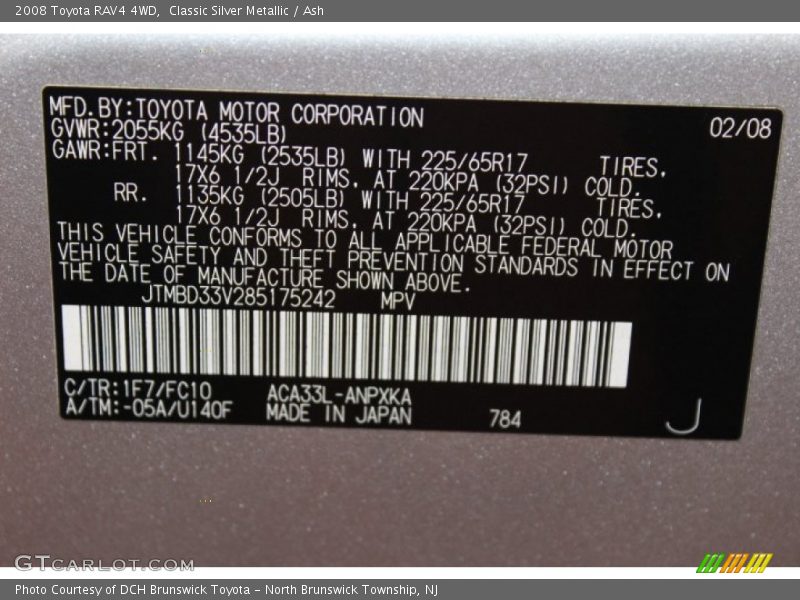 2008 Toyota RAV4 4WD,  Classic Silver Metallic / Ash
MFD.BY:TOYOTA MOTOR CORPORATION
02/08
GVWR:2055KG (4535LB)
GAWR:FRT. 1145KG (2535LB) WITH 225/65R17 TIRES,
17X6 1/2J RIMS, AT 220KPA (32PSI) COLD.
RR. 1135KG (2505LB) WITH 225/65R17 TIRES,
17X6 1/2J RIMS, AT 220KPA (32PSI) COLD.
THIS VEHICLE CONFORMS TO ALL APPLICABLE FEDERAL MOTOR
VEHICLE SAFETY AND THEFT PREVENTION STANDARDS IN EFFECT ON
THE DATE OF MANUFACTURE SHOWN ABOVE.
JTMBD33V285175242 MPV
C/TR:1F7/FC10 ACA33L-ANPXKA
A/TM:-05A/U140F MADE IN JAPAN 784 J
GTCARLOT.COM
Photo Courtesy of DCH Brunswick Toyota – North Brunswick Township, NJ